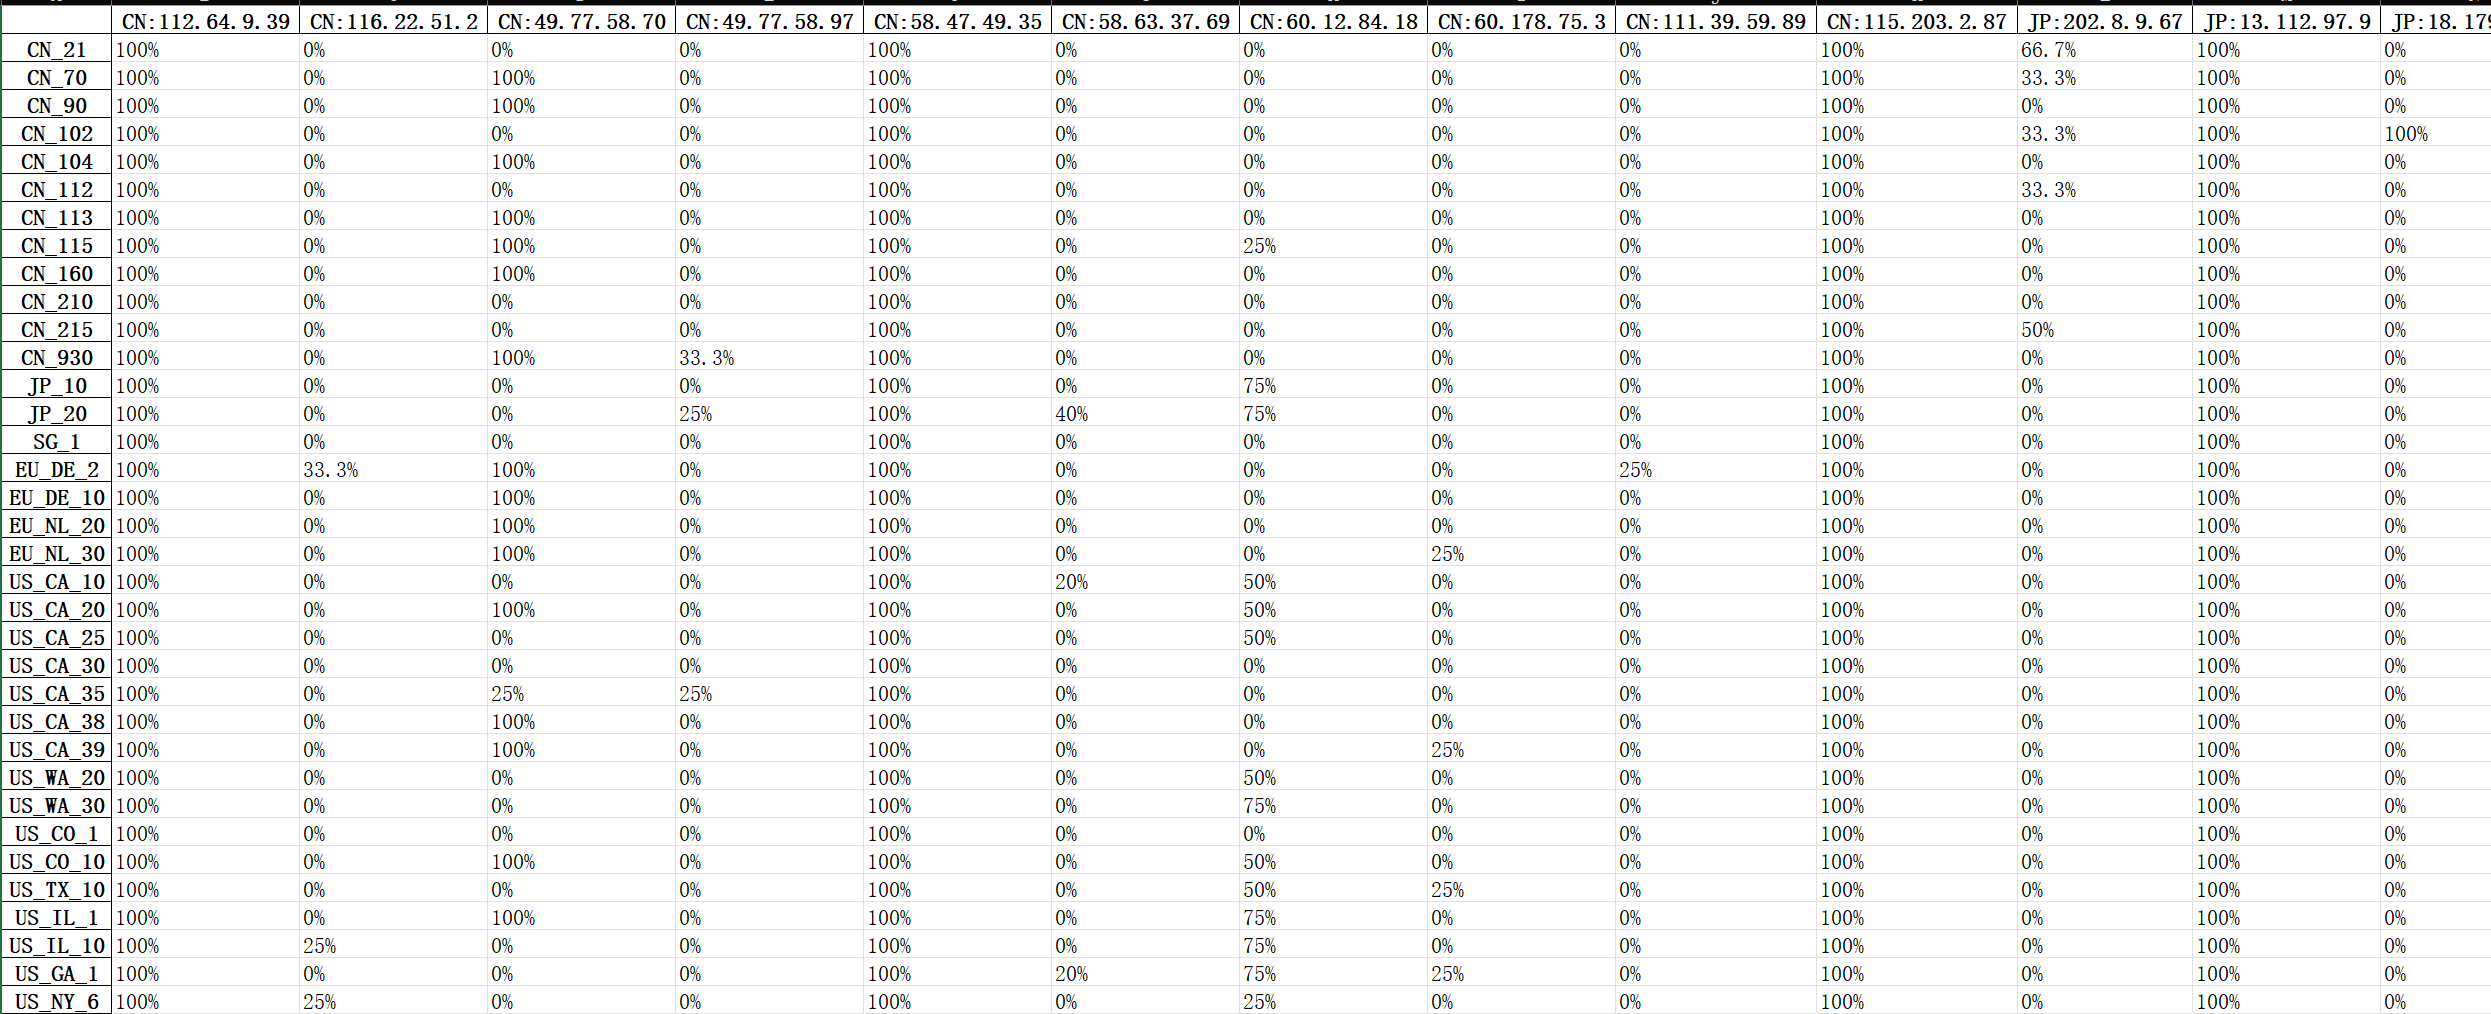 CN:112.64.9.39 CN:116.22.51.2 CN:49.77.58.70 CN:49.77.58.97 CN:58.47.49.35 CN:58.63.37.69 CN:60.12.84.18 CN:60.178.75.3 CN:111.39.59.89 CN:115.203.2.87 JP:202.8.9.67 JP:13.112.97.9 JP:18.179
CN_21 100% 0% 0% 0% 100% 0% 0% 0% 0% 100% 66.7% 100% 0%
CN_70 100% 0% 100% 0% 100% 0% 0% 0% 0% 100% 33.3% 100% 0%
CN_90 100% 0% 100% 0% 100% 0% 0% 0% 0% 100% 0% 100% 0%
CN_102 100% 0% 0% 0% 100% 0% 0% 0% 0% 100% 33.3% 100% 100%
CN_104 100% 0% 100% 0% 100% 0% 0% 0% 0% 100% 0% 100% 0%
CN_112 100% 0% 0% 0% 100% 0% 0% 0% 0% 100% 33.3% 100% 0%
CN_113 100% 0% 100% 0% 100% 0% 0% 0% 0% 100% 0% 100% 0%
CN_115 100% 0% 100% 0% 100% 0% 25% 0% 0% 100% 0% 100% 0%
CN_160 100% 0% 100% 0% 100% 0% 0% 0% 0% 100% 0% 100% 0%
CN_210 100% 0% 0% 0% 100% 0% 0% 0% 0% 100% 0% 100% 0%
CN_215 100% 0% 0% 0% 100% 0% 0% 0% 0% 100% 50% 100% 0%
CN_930 100% 0% 100% 33.3% 100% 0% 0% 0% 0% 100% 0% 100% 0%
JP_10 100% 0% 0% 0% 100% 0% 75% 0% 0% 100% 0% 100% 0%
JP_20 100% 0% 0% 25% 100% 40% 75% 0% 0% 100% 0% 100% 0%
SG_1 100% 0% 0% 0% 100% 0% 0% 0% 0% 100% 0% 100% 0%
EU_DE_2 100% 33.3% 100% 0% 100% 0% 0% 0% 25% 100% 0% 100% 0%
EU_DE_10 100% 0% 100% 0% 100% 0% 0% 0% 0% 100% 0% 100% 0%
EU_NL_20 100% 0% 100% 0% 100% 0% 0% 0% 0% 100% 0% 100% 0%
EU_NL_30 100% 0% 100% 0% 100% 0% 0% 25% 0% 100% 0% 100% 0%
US_CA_10 100% 0% 0% 0% 100% 20% 50% 0% 0% 100% 0% 100% 0%
US_CA_20 100% 0% 100% 0% 100% 0% 50% 0% 0% 100% 0% 100% 0%
US_CA_25 100% 0% 0% 0% 100% 0% 50% 0% 0% 100% 0% 100% 0%
US_CA_30 100% 0% 0% 0% 100% 0% 0% 0% 0% 100% 0% 100% 0%
US_CA_35 100% 0% 25% 25% 100% 0% 0% 0% 0% 100% 0% 100% 0%
US_CA_38 100% 0% 100% 0% 100% 0% 0% 0% 0% 100% 0% 100% 0%
US_CA_39 100% 0% 100% 0% 100% 0% 0% 25% 0% 100% 0% 100% 0%
US_WA_20 100% 0% 0% 0% 100% 0% 50% 0% 0% 100% 0% 100% 0%
US_WA_30 100% 0% 0% 0% 100% 0% 75% 0% 0% 100% 0% 100% 0%
US_CO_1 100% 0% 0% 0% 100% 0% 0% 0% 0% 100% 0% 100% 0%
US_CO_10 100% 0% 100% 0% 100% 0% 50% 0% 0% 100% 0% 100% 0%
US_TX_10 100% 0% 0% 0% 100% 0% 50% 25% 0% 100% 0% 100% 0%
US_IL_1 100% 0% 100% 0% 100% 0% 75% 0% 0% 100% 0% 100% 0%
US_IL_10 100% 25% 0% 0% 100% 0% 75% 0% 0% 100% 0% 100% 0%
US_GA_1 100% 0% 0% 0% 100% 20% 75% 25% 0% 100% 0% 100% 0%
US_NY_6 100% 25% 0% 0% 100% 0% 25% 0% 0% 100% 0% 100% 0%